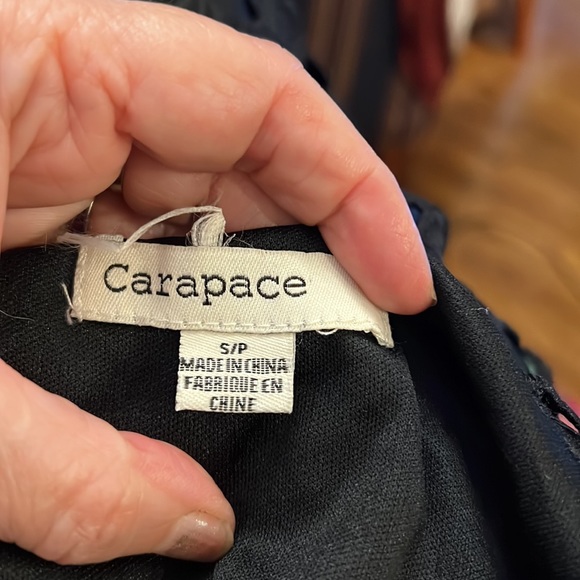 Carapace
S/P
MADE IN CHINA
FABRIQUE EN
CHINE